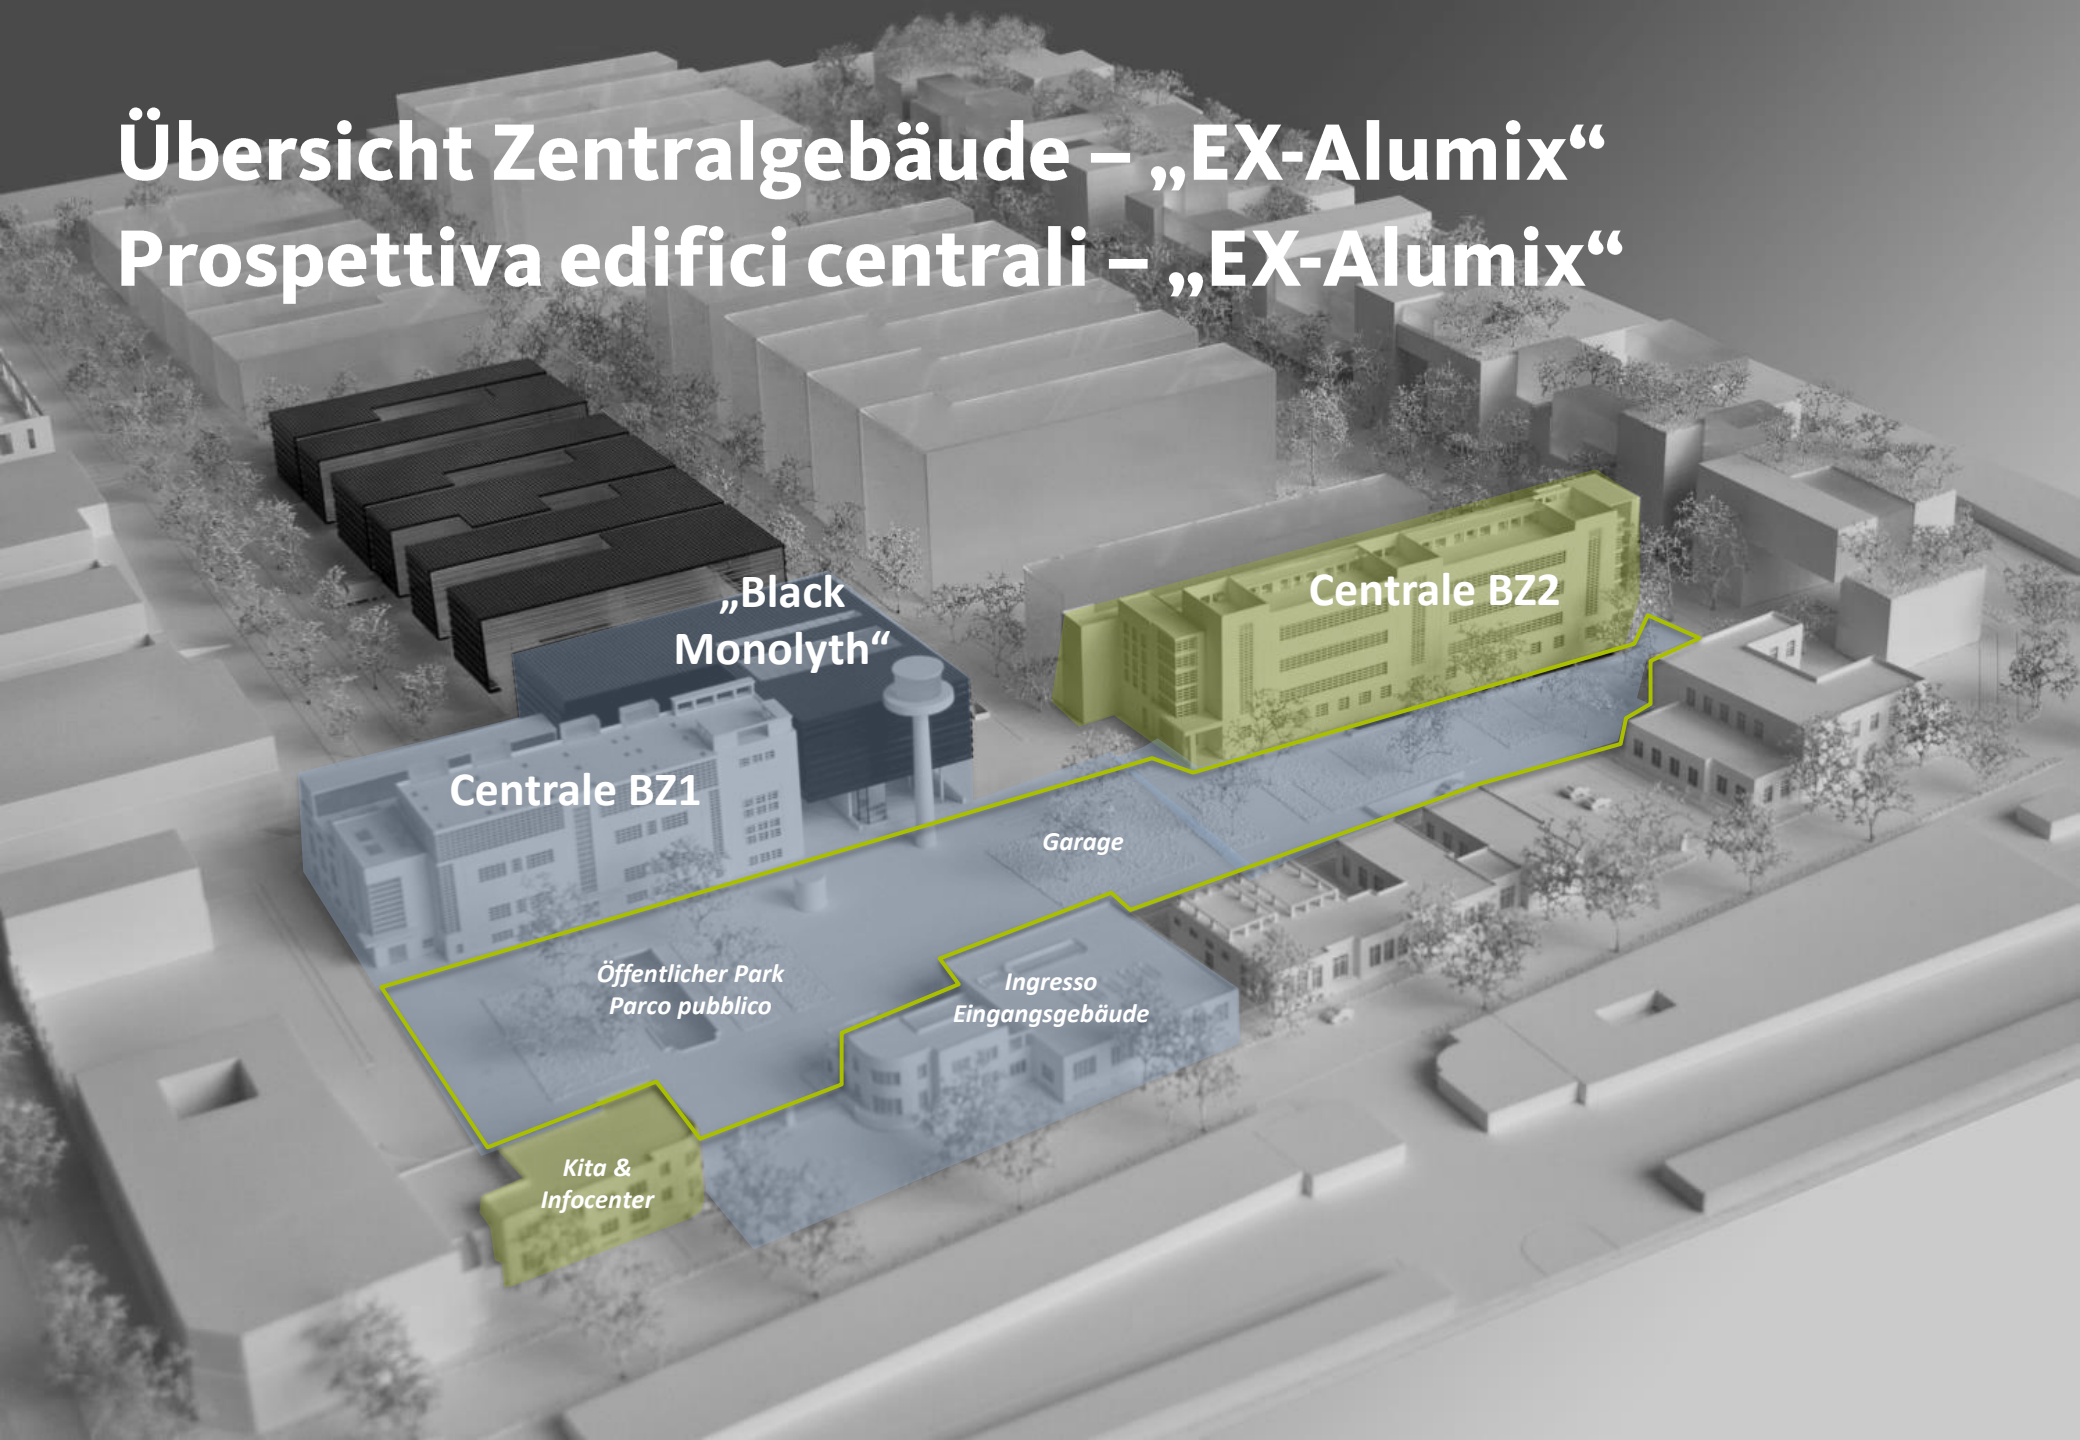 Übersicht Zentralgebäude – „EX-Alumix“
Prospettiva edifici centrali – „EX-Alumix“
„Black
Monolyth“
Centrale BZ2
Centrale BZ1
Garage
Öffentlicher Park
Parco pubblico
Ingresso
Eingangsgebäude
Kita &
Infocenter